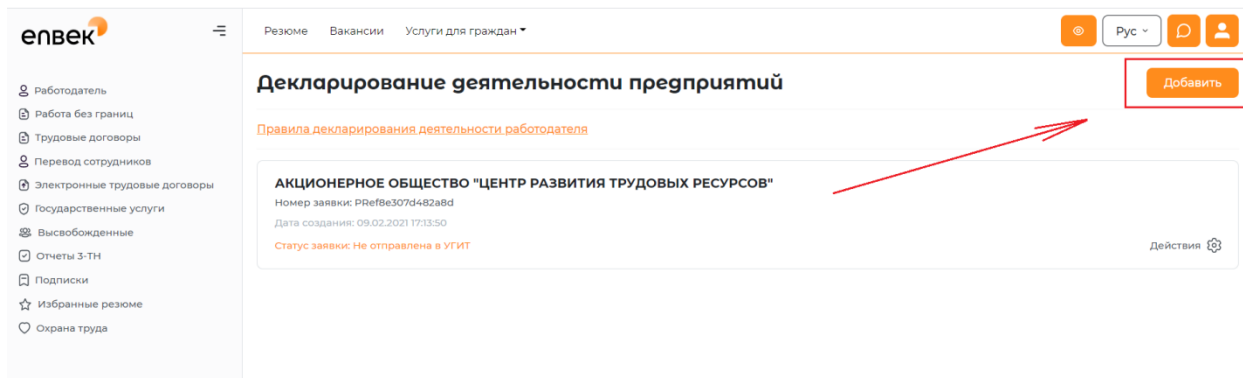 enbek
Резюме Вакансии Услуги для граждан
Рус
Декларирование деятельности предприятий
Добавить
Работодатель
Работа без границ
Трудовые договоры
Перевод сотрудников
Электронные трудовые договоры
Государственные услуги
Высвобожденные
Отчеты 3-ТН
Подписки
Избранные резюме
Охрана труда
Правила декларирования деятельности работодателя
АКЦИОНЕРНОЕ ОБЩЕСТВО "ЦЕНТР РАЗВИТИЯ ТРУДОВЫХ РЕСУРСОВ"
Номер заявки: PRef8e307d482a8d
Дата создания: 09.02.2021 17:13:50
Статус заявки: Не отправлена в УГИТ
Действия